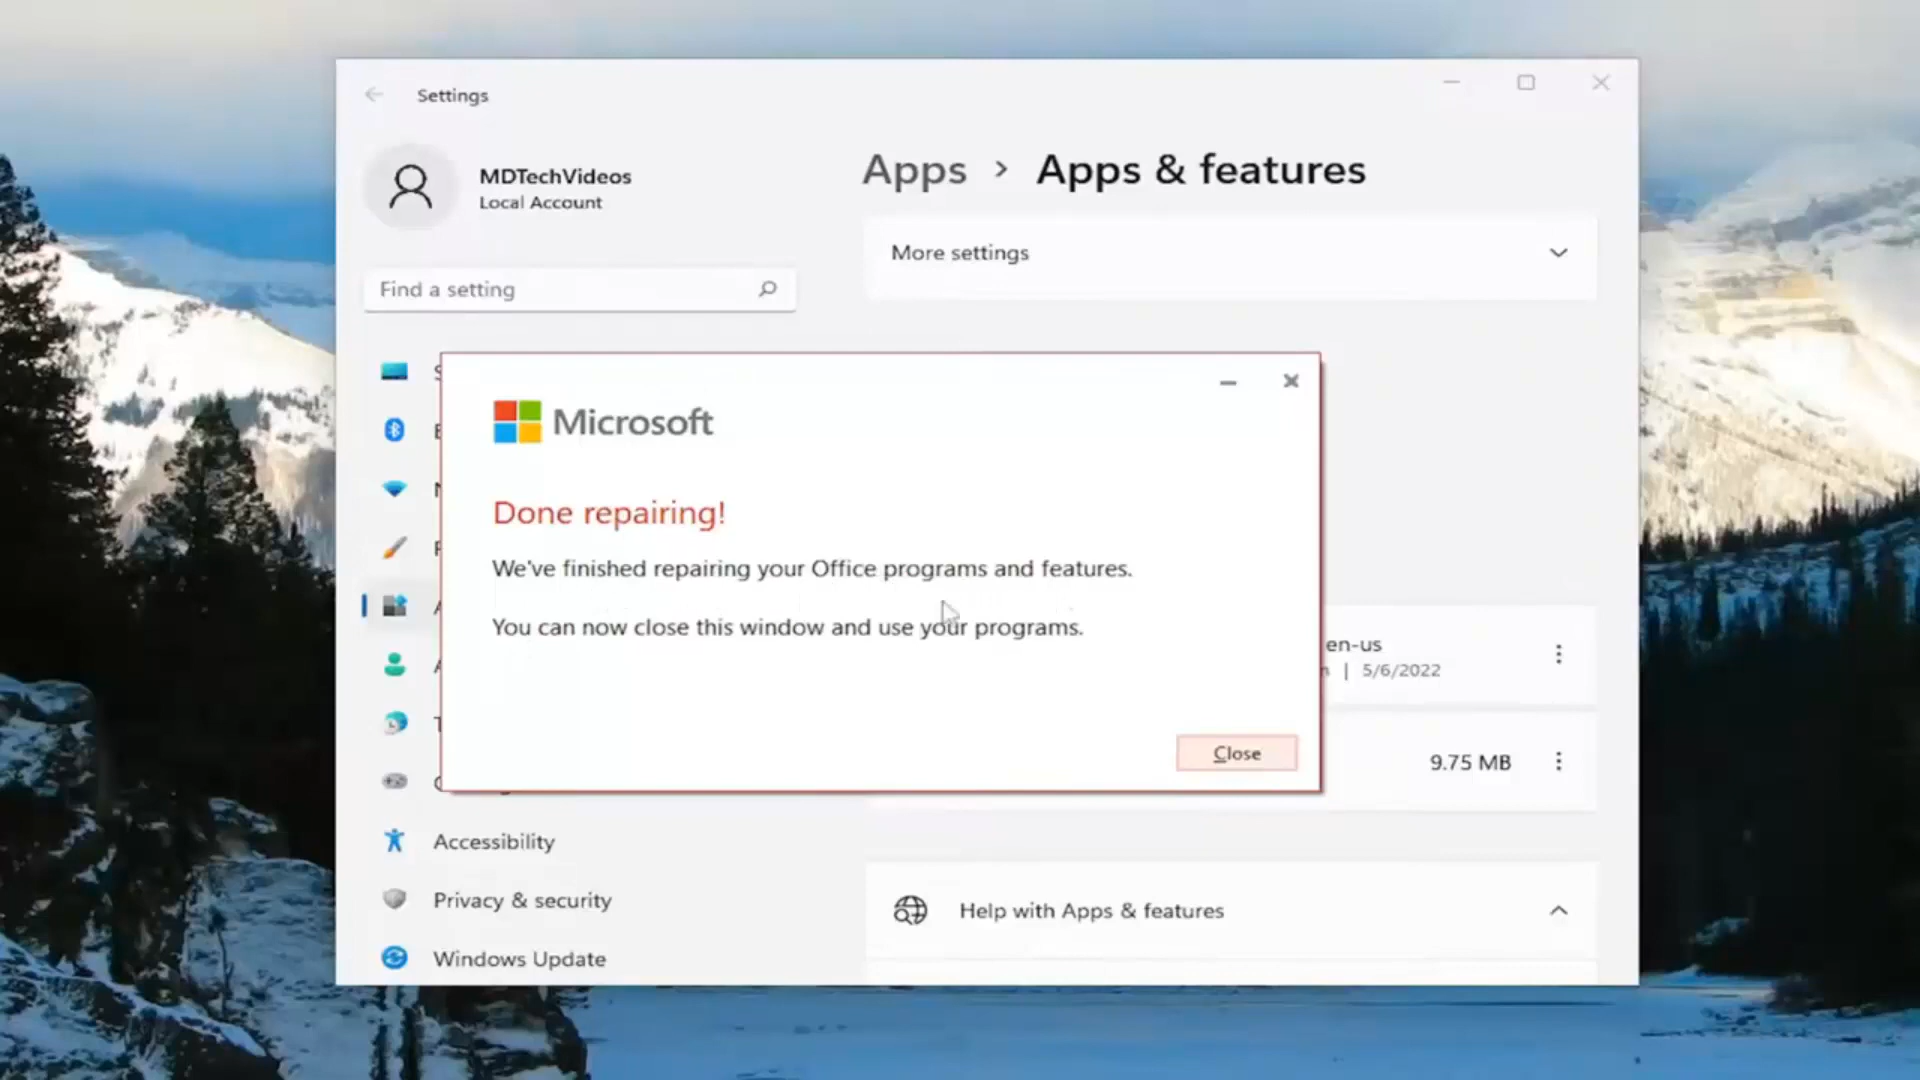 Settings
MDTechVideos
Local Account
Find a setting
Apps > Apps & features
More settings
Microsoft
Done repairing!
We've finished repairing your Office programs and features.
You can now close this window and use your programs.
Close
en-us
| 5/6/2022
9.75 MB
Accessibility
Privacy & security
Windows Update
Help with Apps & features